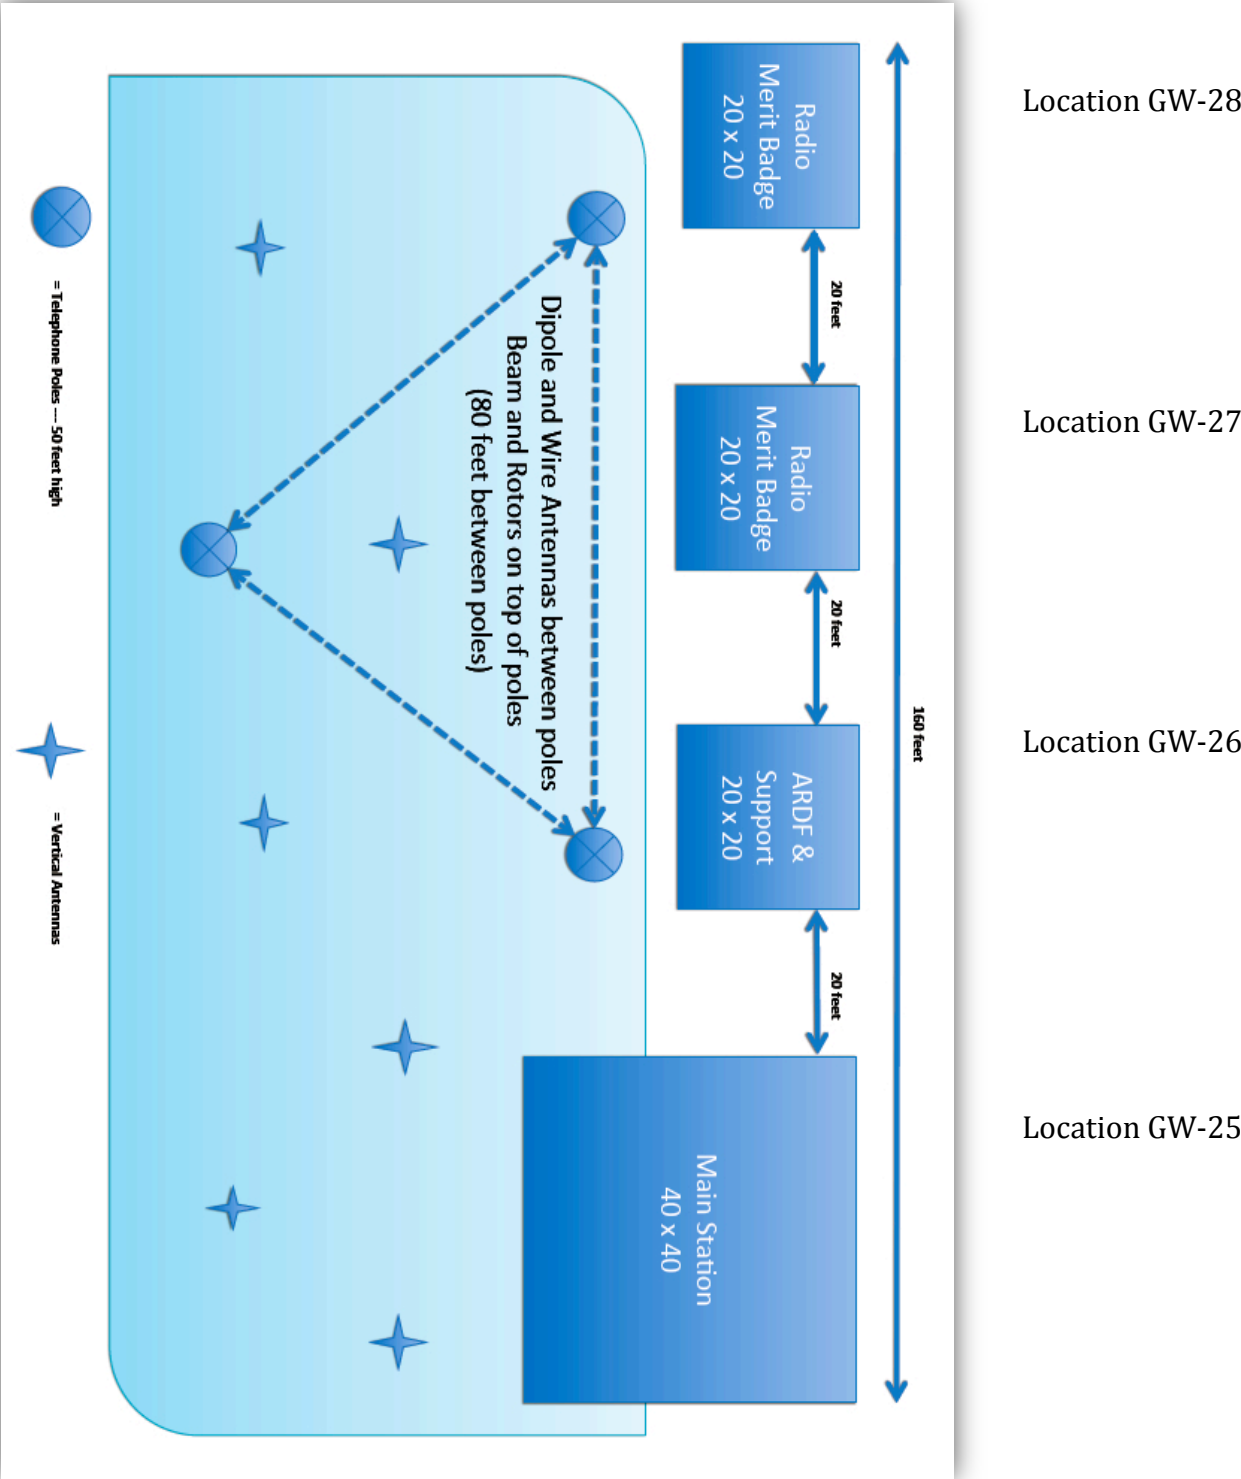 Location GW-28
Location GW-27
Location GW-26
Location GW-25
160 feet
Radio
Merit Badge
20 x 20
20 feet
Radio
Merit Badge
20 x 20
20 feet
ARDF &
Support
20 x 20
20 feet
Main Station
40 x 40
Dipole and Wire Antennas between poles
Beam and Rotors on top of poles
(80 feet between poles)
= Telephone Poles --- 50 feet high
= Vertical Antennas